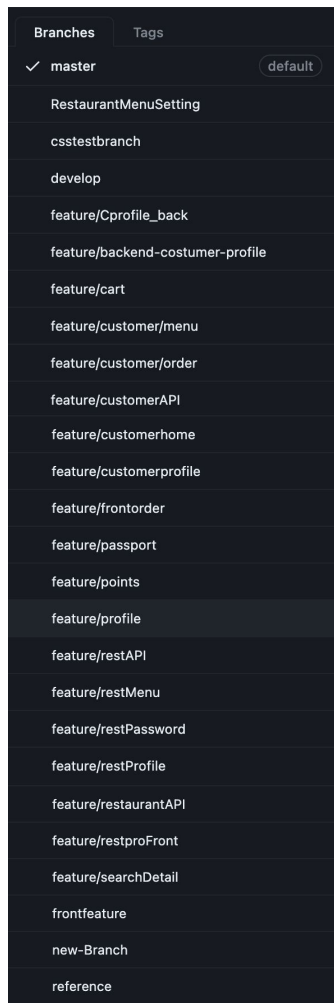 Branches Tags
master default
RestaurantMenuSetting
csstestbranch
develop
feature/Cprofile_back
feature/backend-costumer-profile
feature/cart
feature/customer/menu
feature/customer/order
feature/customerAPI
feature/customerhome
feature/customerprofile
feature/frontorder
feature/passport
feature/points
feature/profile
feature/restAPI
feature/restMenu
feature/restPassword
feature/restProfile
feature/restaurantAPI
feature/restproFront
feature/searchDetail
frontfeature
new-Branch
reference